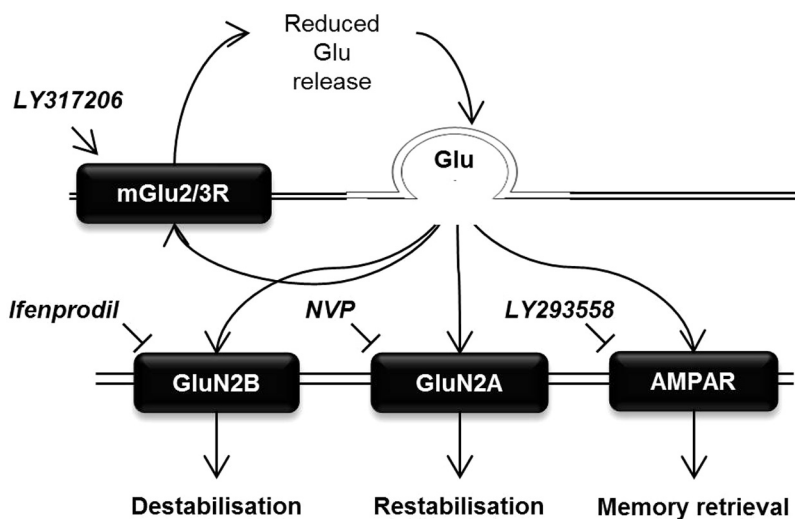 Reduced
Glu
release
LY317206
Glu
mGlu2/3R
Ifenprodil
NVP
LY293558
GluN2B
GluN2A
AMPAR
Destabilisation
Restabilisation
Memory retrieval